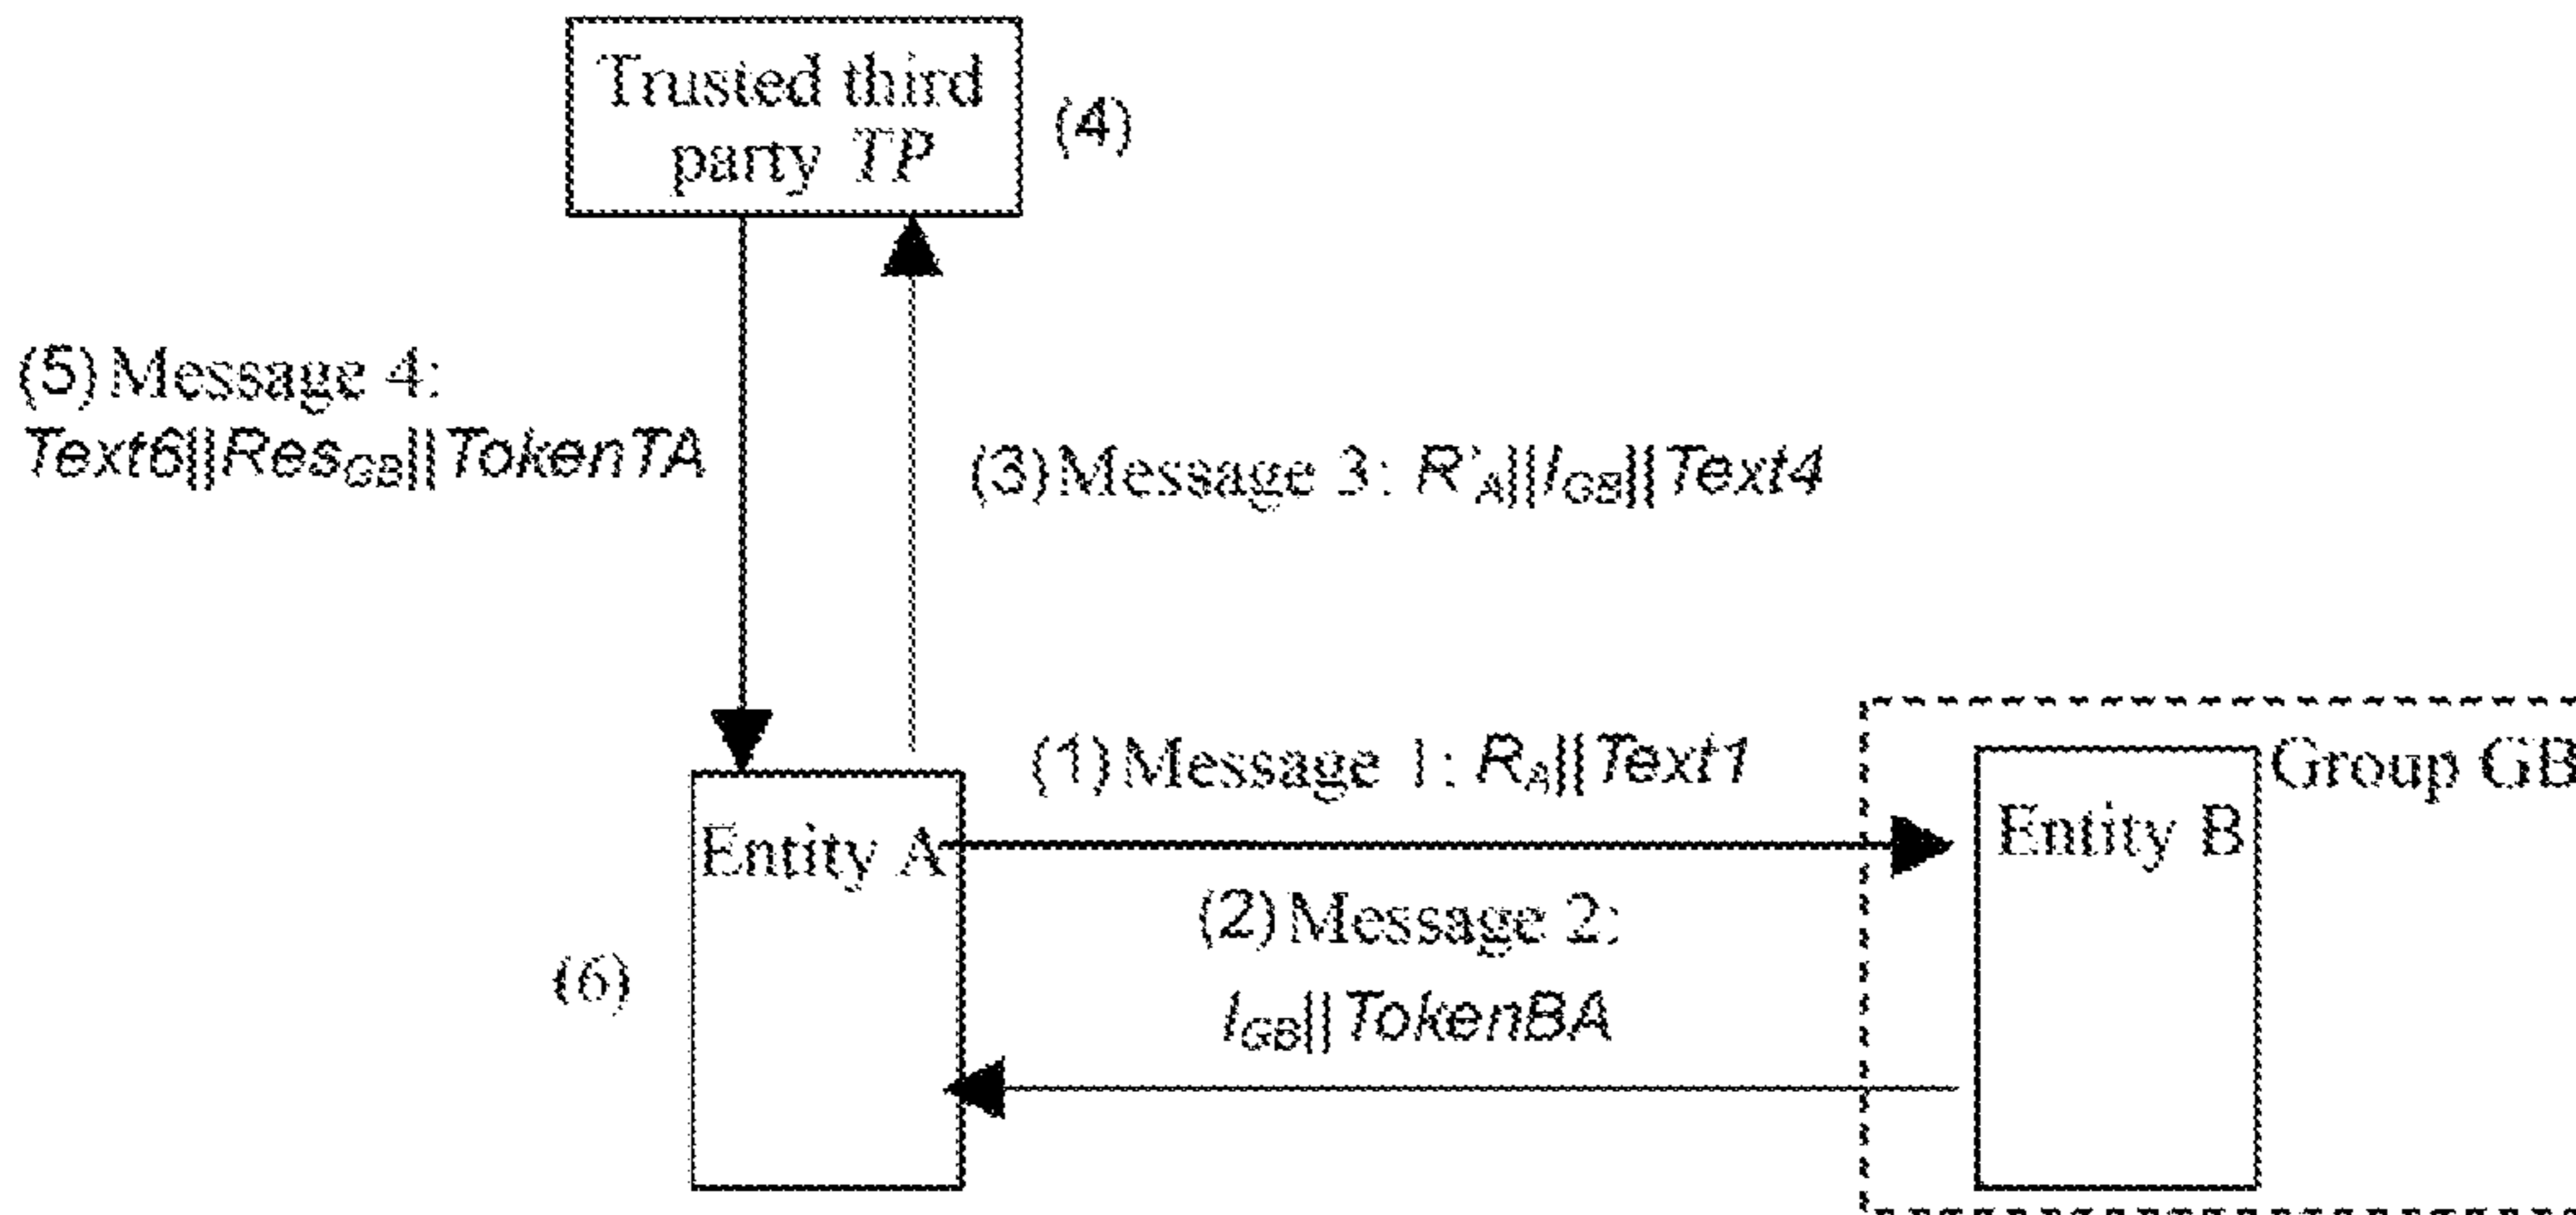 Trusted third
party TP
(4)
(5) Message 4:
Text6||ResGB||TokenTA
(3) Message 3: R'A||IGB||Text4
(1) Message 1: RA||Text1
Group GB
Entity A
Entity B
(2) Message 2:
IGB||TokenBA
(6)